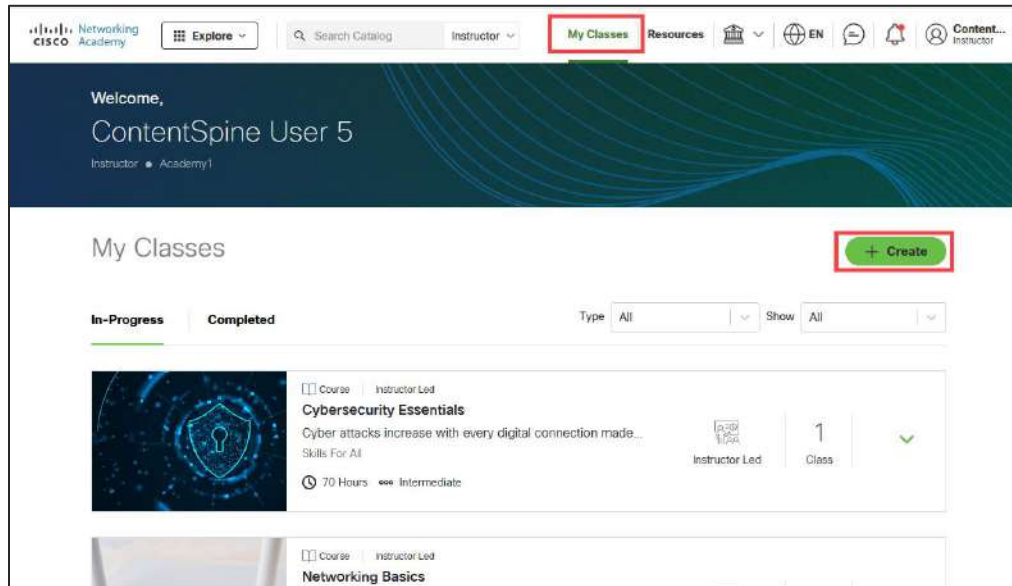 CISCO Networking Academy
Explore
Search Catalog
Instructor
My Classes
Resources
EN
Content...
Instructor
Welcome,
ContentSpine User 5
Instructor • Academy1
My Classes
+ Create
In-Progress
Completed
Type All
Show All
Course Instructor Led
Cybersecurity Essentials
Cyber attacks increase with every digital connection made...
Skills For All
70 Hours Intermediate
Instructor Led
1
Class
Course Instructor Led
Networking Basics